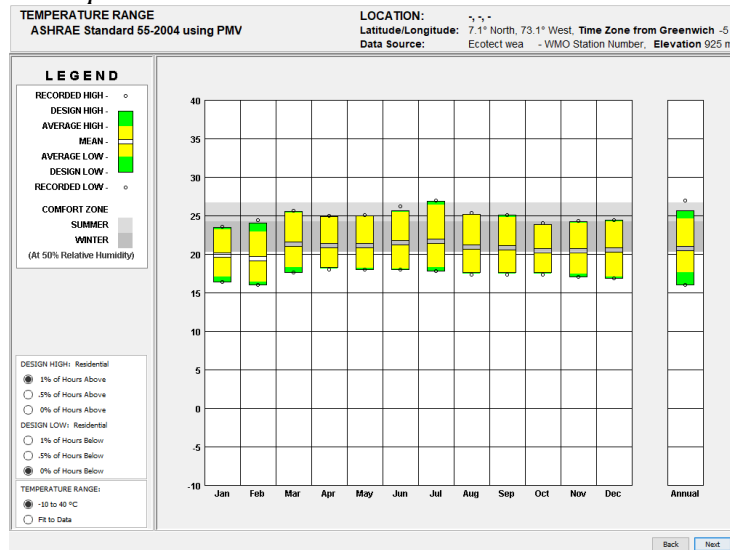 TEMPERATURE RANGE
ASHRAE Standard 55-2004 using PMV
LOCATION: -, -, -
Latitude/Longitude: 7.1° North, 73.1° West, Time Zone from Greenwich -5
Data Source: Ecotect wea - WMO Station Number, Elevation 925 m
LEGEND
RECORDED HIGH -
DESIGN HIGH -
AVERAGE HIGH -
MEAN -
AVERAGE LOW -
DESIGN LOW -
RECORDED LOW -
COMFORT ZONE
SUMMER
WINTER
(At 50% Relative Humidity)
DESIGN HIGH: Residential
1% of Hours Above
.5% of Hours Above
0% of Hours Above
DESIGN LOW: Residential
1% of Hours Below
.5% of Hours Below
0% of Hours Below
TEMPERATURE RANGE:
-10 to 40 °C
Fit to Data
40
35
30
25
20
15
10
5
0
-5
-10
Jan Feb Mar Apr May Jun Jul Aug Sep Oct Nov Dec Annual
Back Next